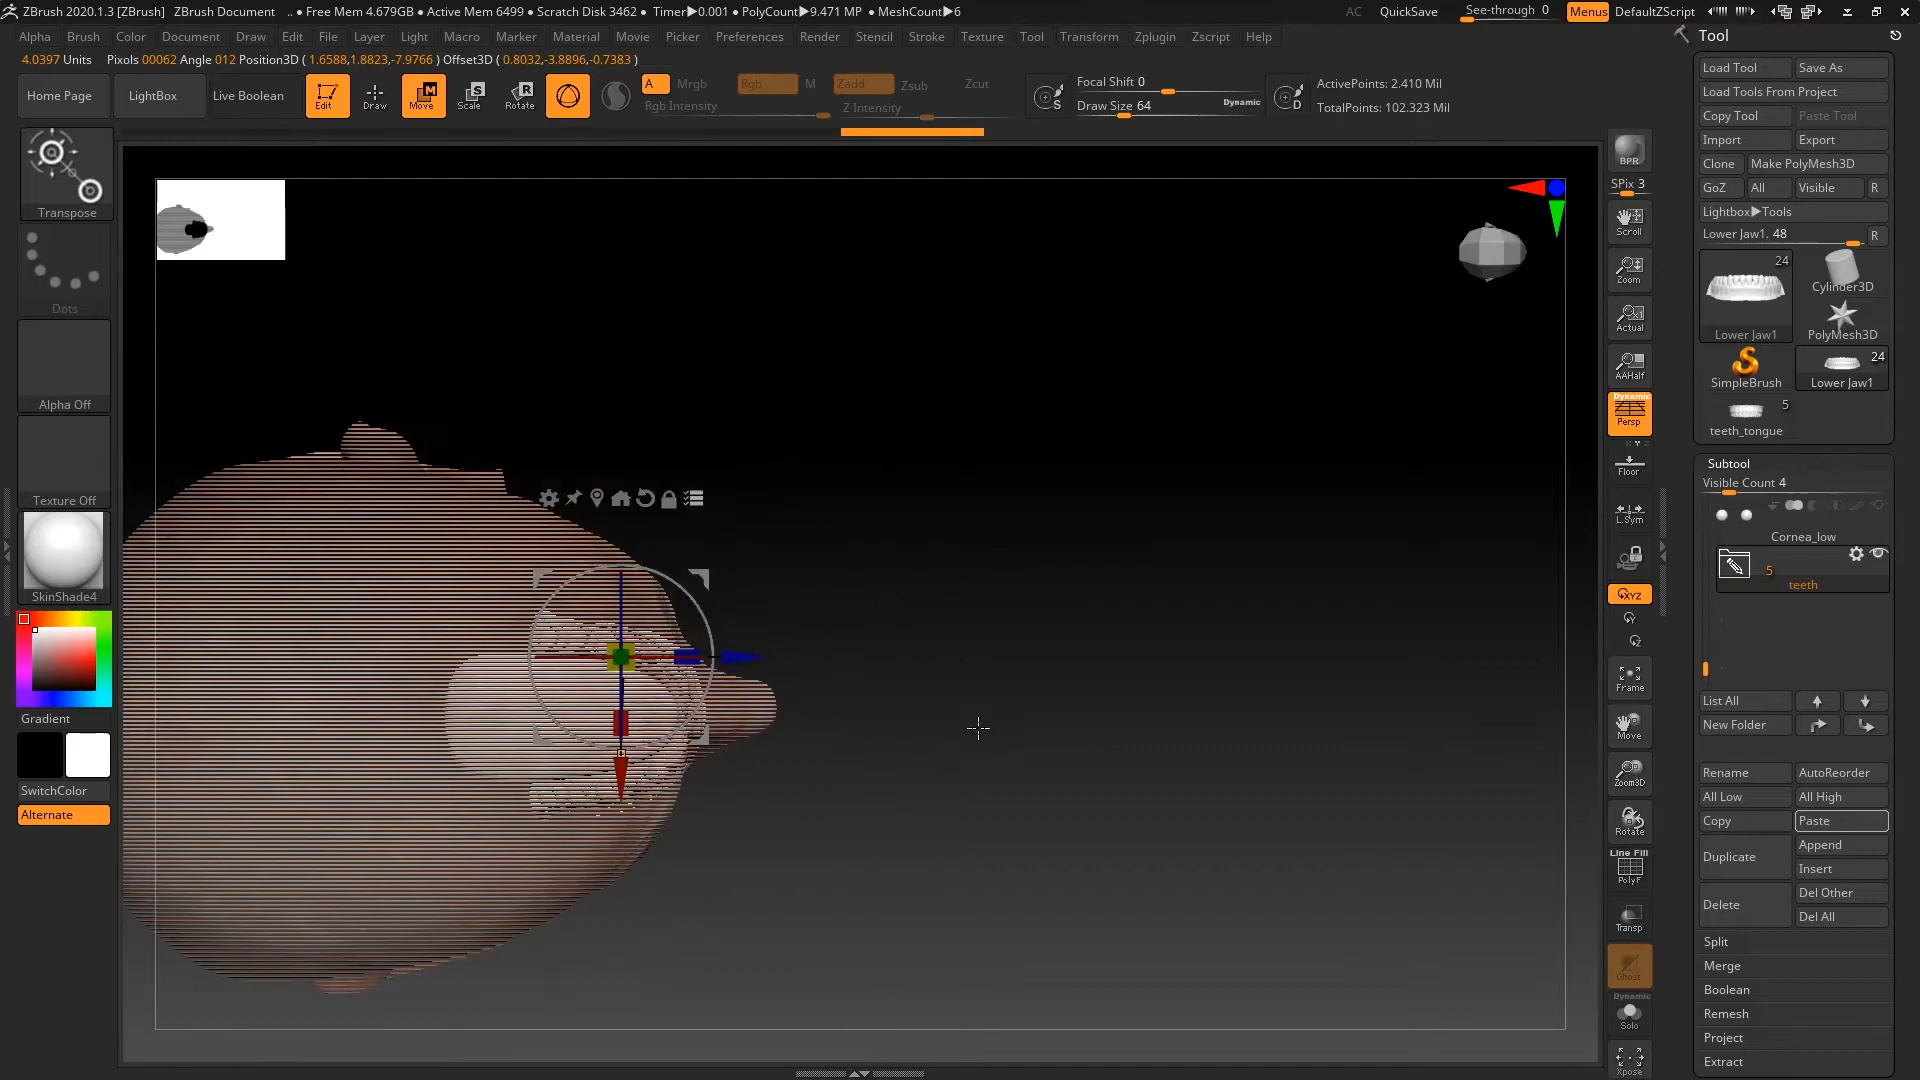 ZBrush 2020.1.3 [ZBrush] ZBrush Document .. • Free Mem 4.679GB • Active Mem 6499 • Scratch Disk 3462 • Timer▶0.001 • PolyCount▶9.471 MP • MeshCount▶6 AC QuickSave See-through 0 Menus DefaultZScript
Alpha Brush Color Document Draw Edit File Layer Light Macro Marker Material Movie Picker Preferences Render Stencil Stroke Texture Tool Transform Zplugin Zscript Help
4.0397 Units Pixols 00062 Angle 012 Position3D ( 1.6588,1.8823,-7.9766 ) Offset3D ( 0.8032,-3.8896,-0.7383 )
Home Page LightBox Live Boolean Edit Draw Move Scale Rotate
M R
A Mrgb Rgb M Zadd Zsub Zcut
Rgb Intensity Z Intensity
S Focal Shift 0
Draw Size 64 Dynamic D
ActivePoints: 2.410 Mil
TotalPoints: 102.323 Mil
Transpose
Dots
Alpha Off
Texture Off
SkinShade4
Gradient
SwitchColor
Alternate
BPR
SPix 3
Scroll
Zoom
Actual
AAHalf
Dynamic
Persp
Floor
L.Sym
XYZ
Y
Z
Frame
Move
Zoom3D
Rotate
Line Fill
PolyF
Transp
Ghost
Dynamic
Solo
Xpose
Tool
Load Tool Save As
Load Tools From Project
Copy Tool Paste Tool
Import Export
Clone Make PolyMesh3D
GoZ All Visible R
Lightbox▶Tools
Lower Jaw1. 48 R
24
Cylinder3D
Lower Jaw1 PolyMesh3D
24
SimpleBrush Lower Jaw1
5
teeth_tongue
Subtool
Visible Count 4
Cornea_low
5
teeth
List All
New Folder
Rename AutoReorder
All Low All High
Copy Paste
Duplicate Append
Insert
Delete Del Other
Del All
Split
Merge
Boolean
Remesh
Project
Extract